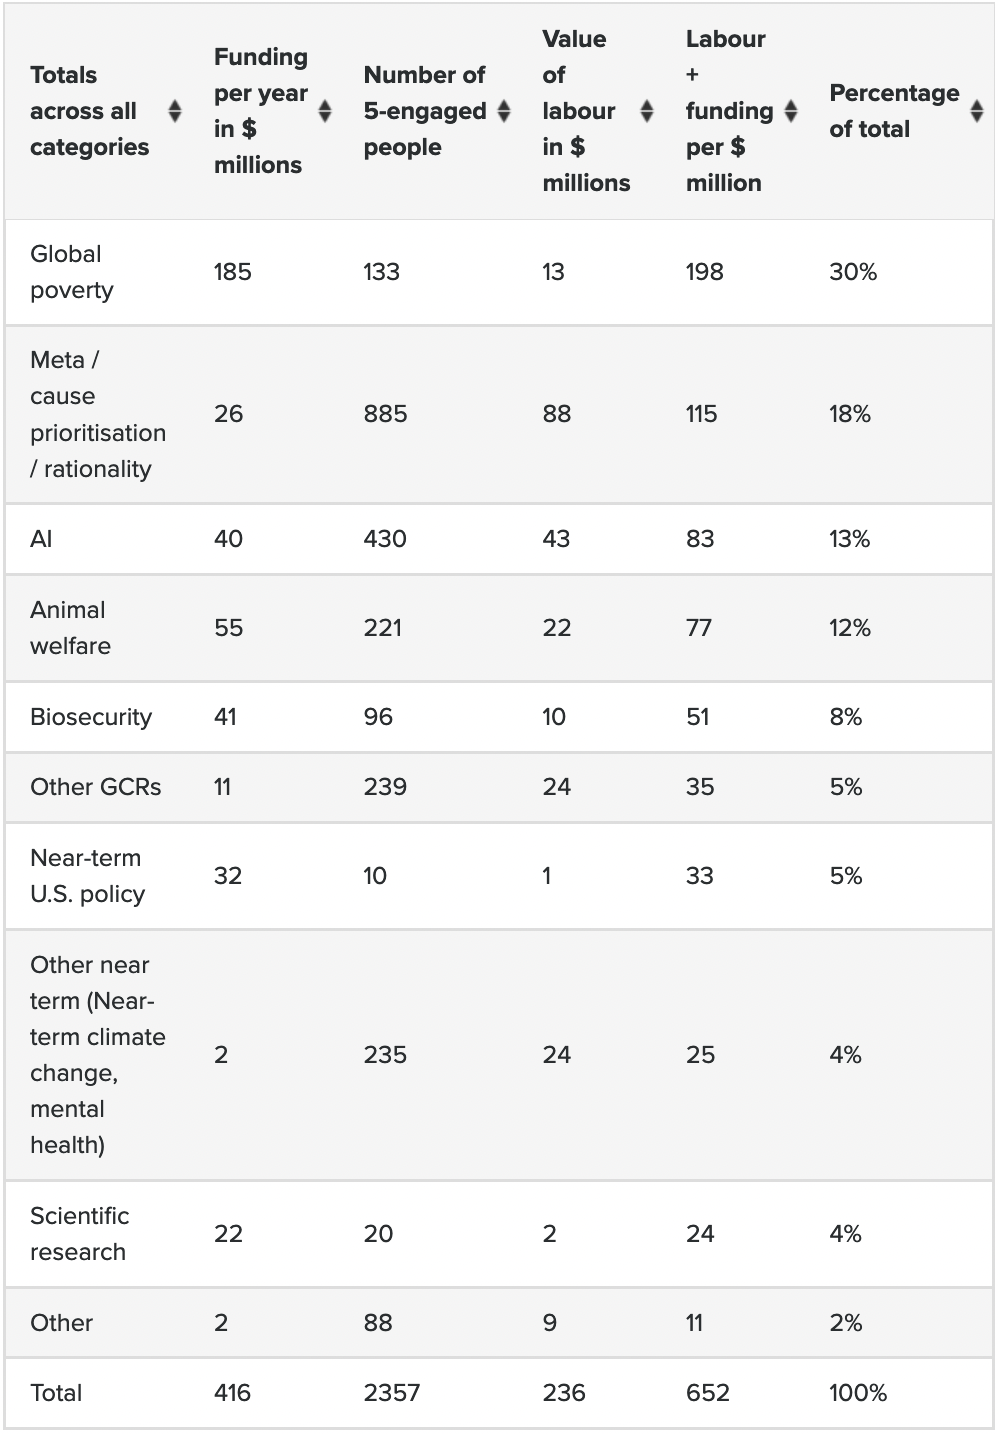 Totals across all categories Funding per year in $ millions Number of 5-engaged people Value of labour in $ millions Labour + funding per $ million Percentage of total
Global poverty 185 133 13 198 30%
Meta / cause prioritisation / rationality 26 885 88 115 18%
AI 40 430 43 83 13%
Animal welfare 55 221 22 77 12%
Biosecurity 41 96 10 51 8%
Other GCRs 11 239 24 35 5%
Near-term U.S. policy 32 10 1 33 5%
Other near term (Near-term climate change, mental health) 2 235 24 25 4%
Scientific research 22 20 2 24 4%
Other 2 88 9 11 2%
Total 416 2357 236 652 100%